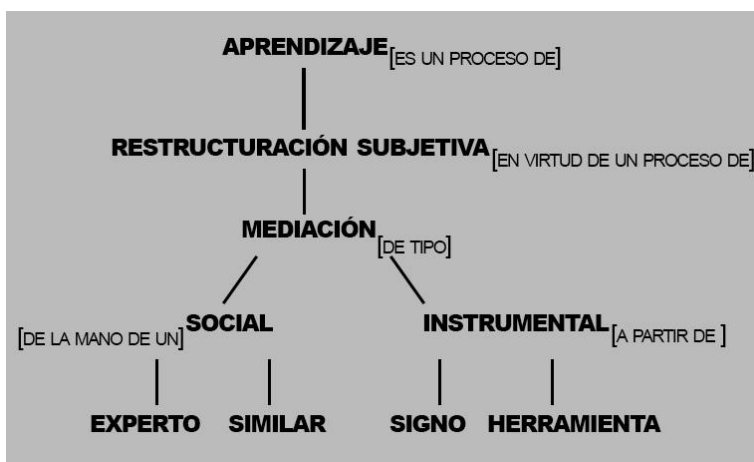 APRENDIZAJE [ES UN PROCESO DE]
RESTRUCTURACIÓN SUBJETIVA [EN VIRTUD DE UN PROCESO DE]
MEDIACIÓN [DE TIPO]
[DE LA MANO DE UN] SOCIAL INSTRUMENTAL [A PARTIR DE ]
EXPERTO SIMILAR SIGNO HERRAMIENTA